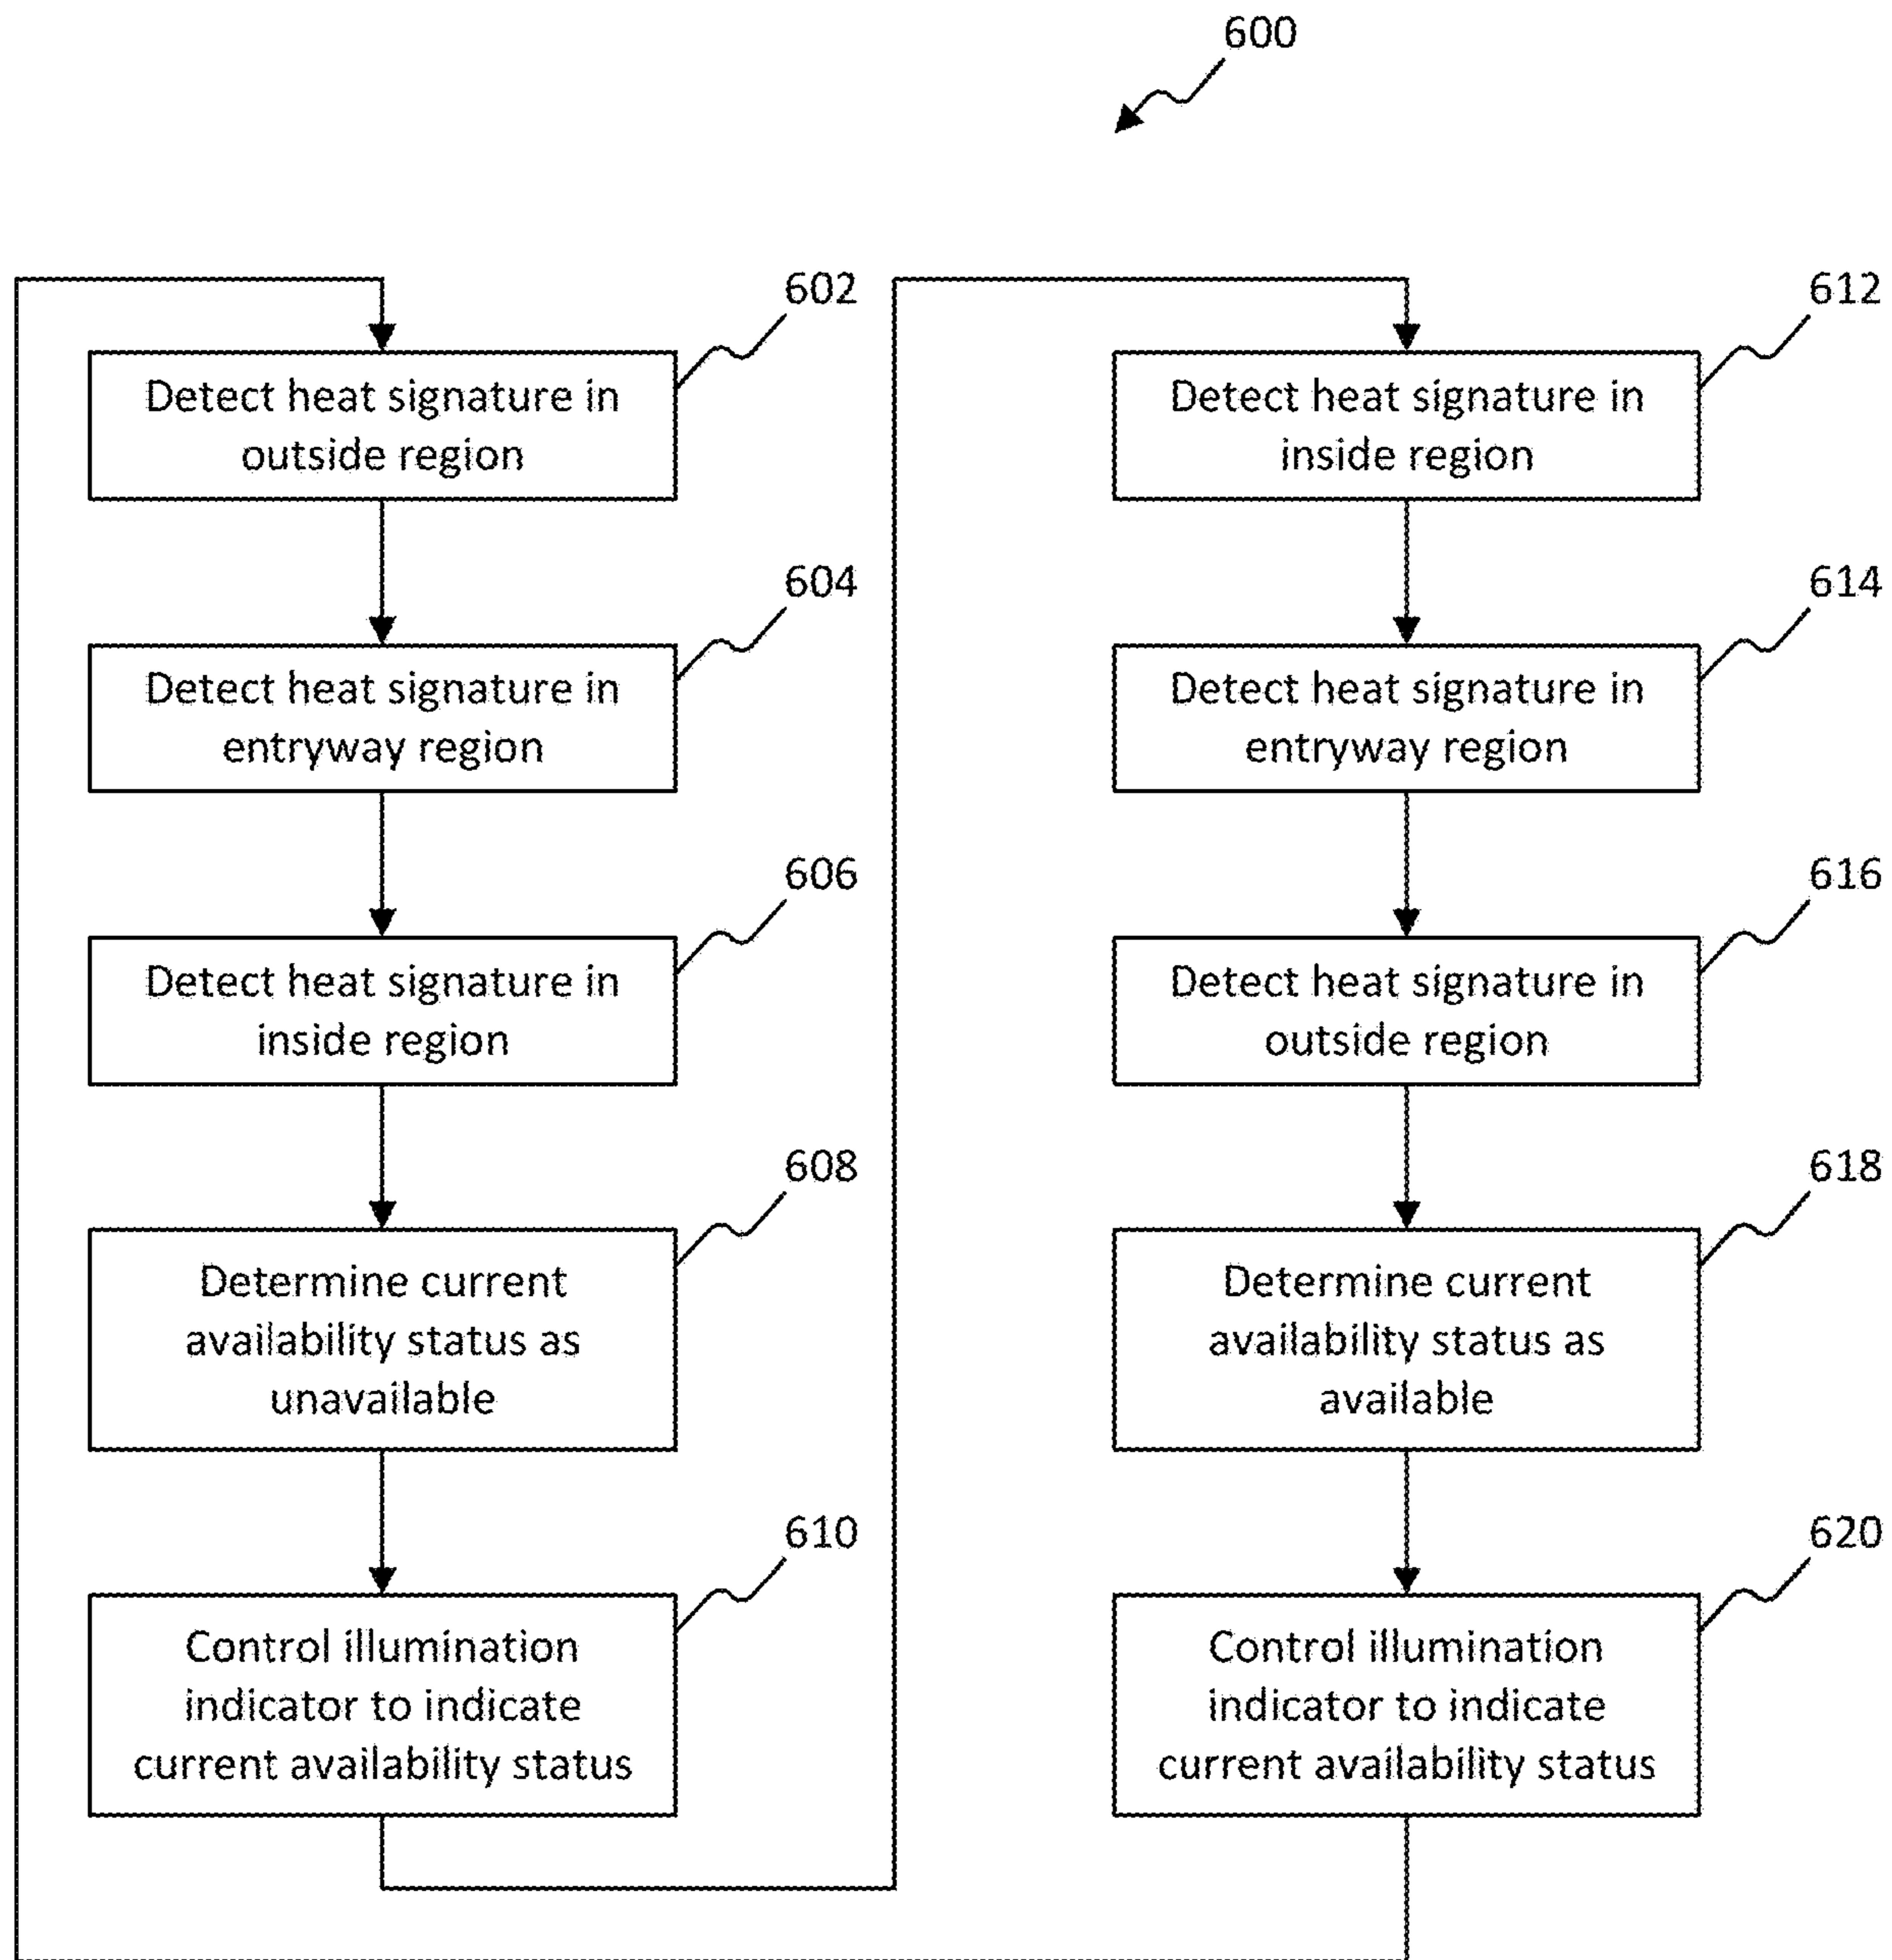 600
602
Detect heat signature in
outside region
604
Detect heat signature in
entryway region
606
Detect heat signature in
inside region
608
Determine current
availability status as
unavailable
610
Control illumination
indicator to indicate
current availability status
612
Detect heat signature in
inside region
614
Detect heat signature in
entryway region
616
Detect heat signature in
outside region
618
Determine current
availability status as
available
620
Control illumination
indicator to indicate
current availability status